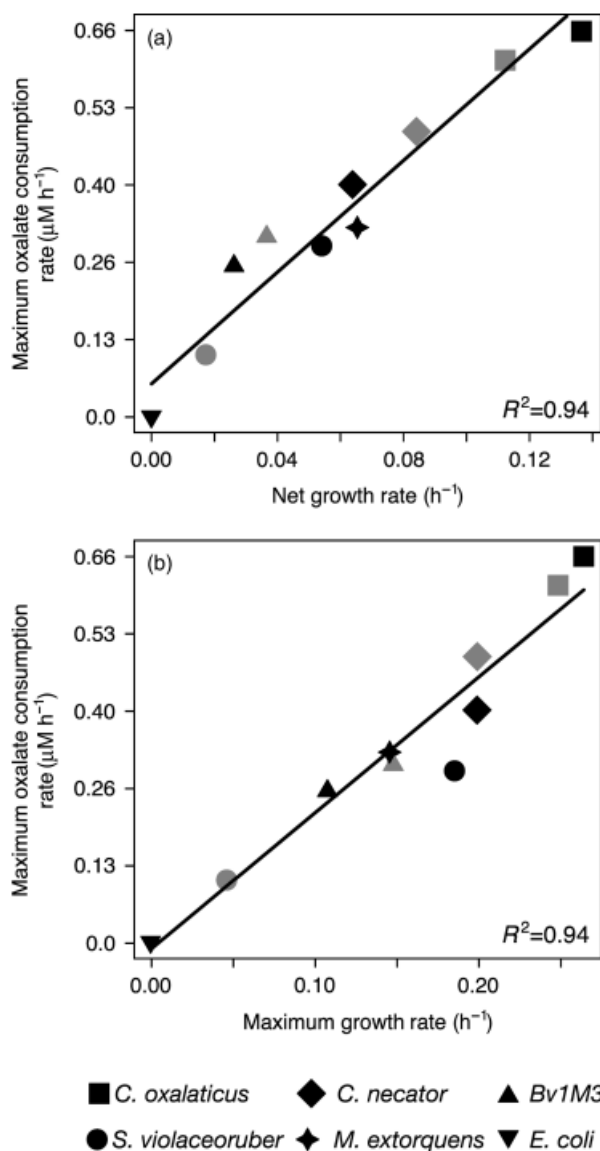 (a)
Maximum oxalate consumption
rate (μM h⁻¹)
0.66
0.53
0.40
0.26
0.13
0.0
R²=0.94
0.00 0.04 0.08 0.12
Net growth rate (h⁻¹)
(b)
Maximum oxalate consumption
rate (μM h⁻¹)
0.66
0.53
0.40
0.26
0.13
0.0
R²=0.94
0.00 0.10 0.20
Maximum growth rate (h⁻¹)
C. oxalaticus C. necator Bv1M3
S. violaceoruber M. extorquens E. coli